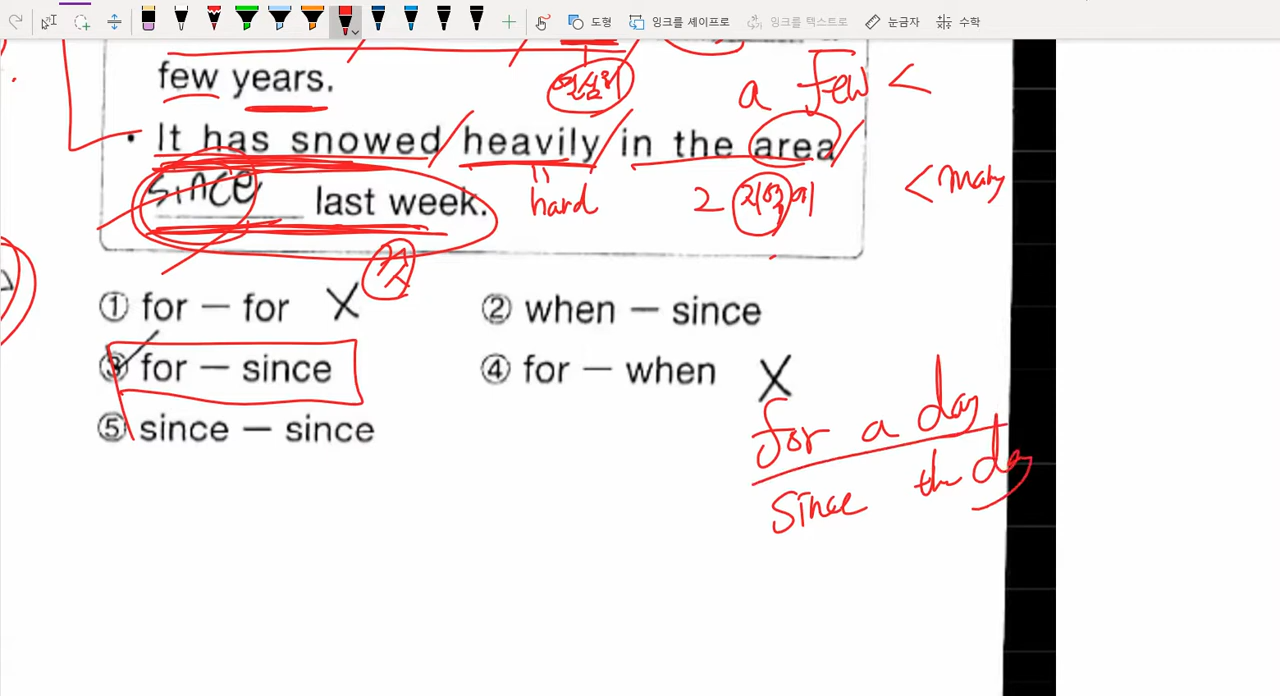 도형 잉크를 셰이프로 잉크를 텍스트로 눈금자 수학
few years. 열심히 a few <
• It has snowed heavily in the area
since last week. hard 2 지역에 < many
① for – for X ② when – since
③ for – since ④ for – when X
⑤ since – since
for a day
since the day